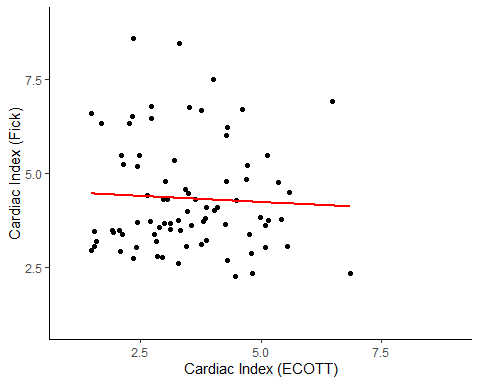 Cardiac Index (Fick)
7.5
5.0
2.5
2.5 5.0 7.5
Cardiac Index (ECOTT)